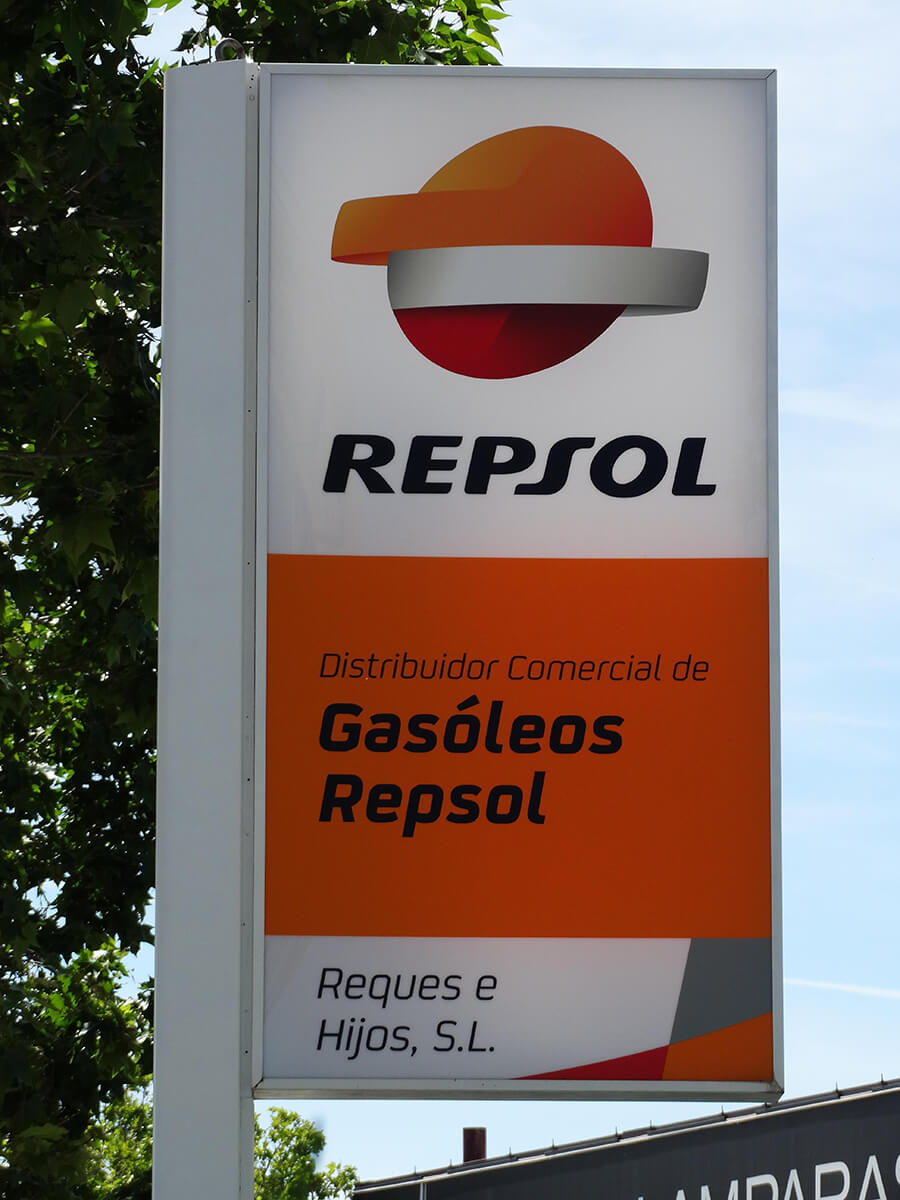 REPSOL
Distribuidor Comercial de
Gasóleos
Repsol
Reques e
Hijos, S.L.